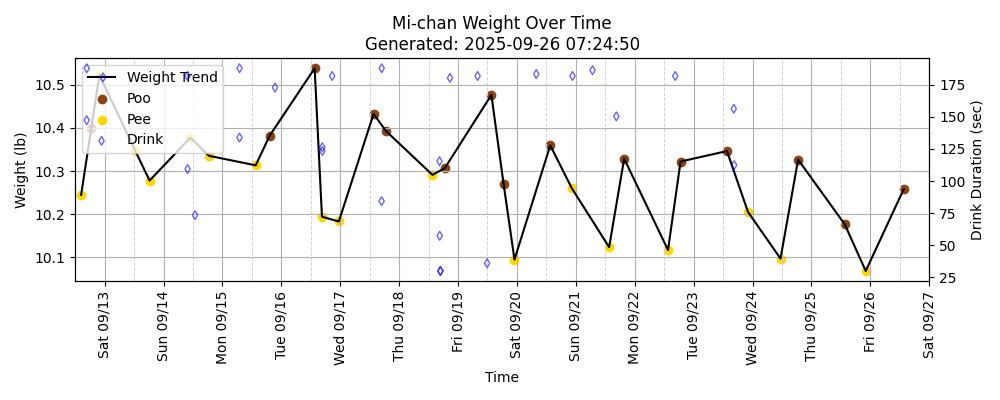 Mi-chan Weight Over Time
Generated: 2025-09-26 07:24:50
Weight (lb)
10.5
10.4
10.3
10.2
10.1
Weight Trend
Poo
Pee
Drink
175
150
125
100
75
50
25
Drink Duration (sec)
Sat 09/13
Sun 09/14
Mon 09/15
Tue 09/16
Wed 09/17
Thu 09/18
Fri 09/19
Sat 09/20
Sun 09/21
Mon 09/22
Tue 09/23
Wed 09/24
Thu 09/25
Fri 09/26
Sat 09/27
Time